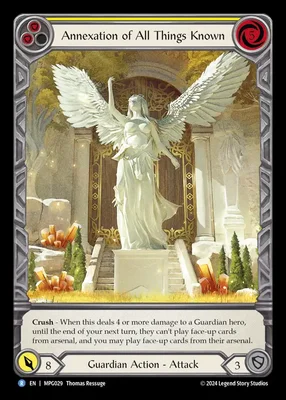 Annexation of All Things Known
Crush - When this deals 4 or more damage to a Guardian hero,
until the end of your next turn, they can't play face-up cards
from arsenal, and you may play face-up cards from their arsenal.
8
Guardian Action - Attack
3
R EN | MPG029 Thomas Ressuge
© 2024 Legend Story Studios